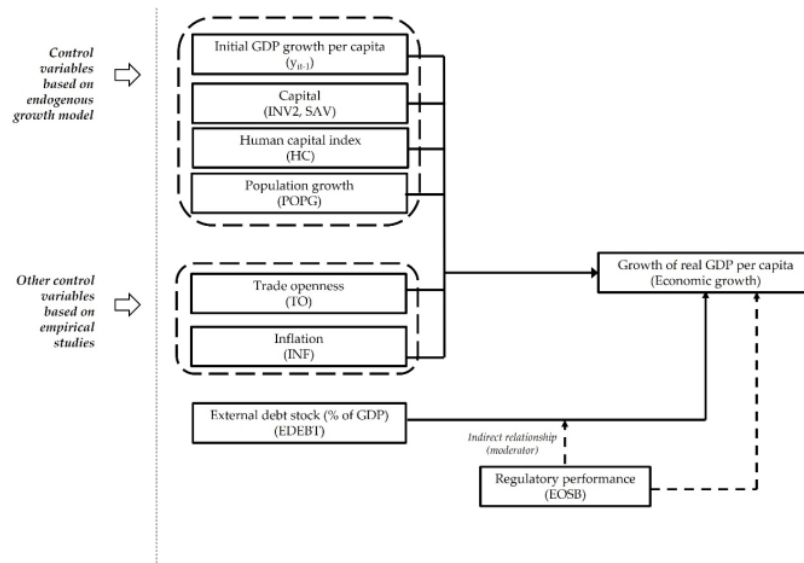 Control
variables
based on
endogenous
growth model
Initial GDP growth per capita
(yit-1)
Capital
(INV2, SAV)
Human capital index
(HC)
Population growth
(POPG)
Other control
variables
based on
empirical
studies
Trade openness
(TO)
Inflation
(INF)
Growth of real GDP per capita
(Economic growth)
External debt stock (% of GDP)
(EDEBT)
Indirect relationship
(moderator)
Regulatory performance
(EOSB)